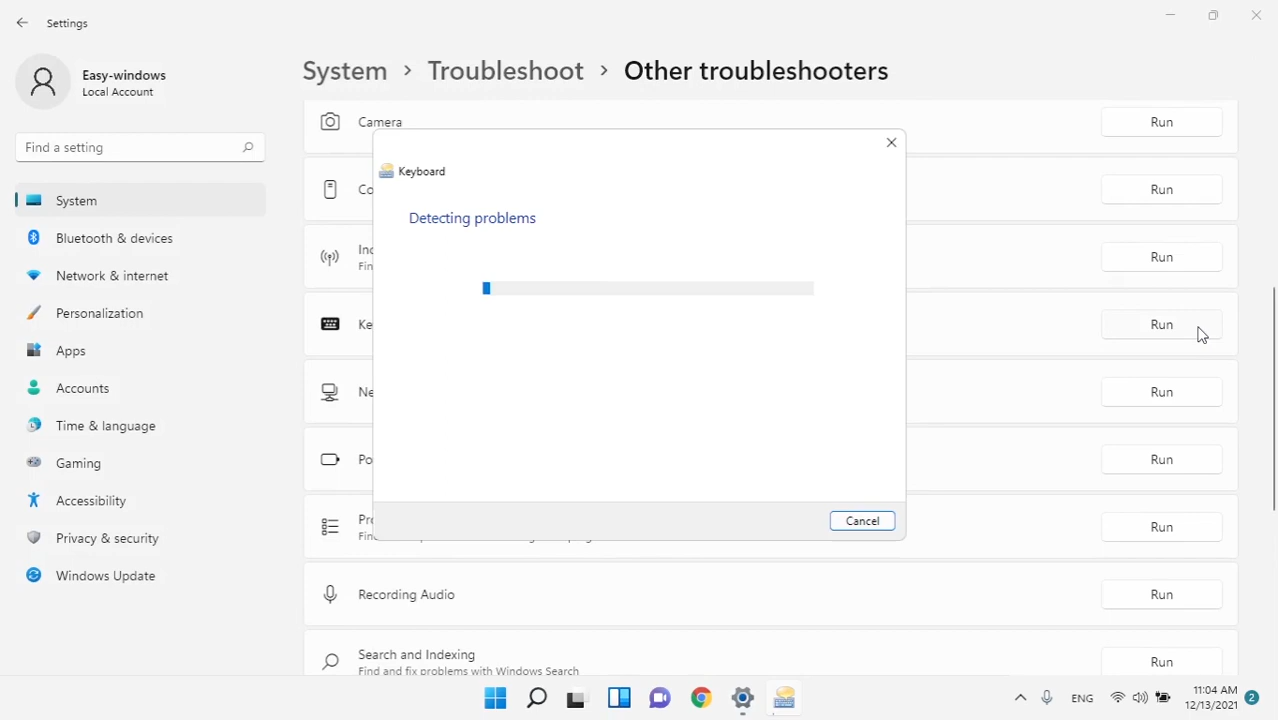 Settings
Easy-windows
Local Account
Find a setting
System
Bluetooth & devices
Network & internet
Personalization
Apps
Accounts
Time & language
Gaming
Accessibility
Privacy & security
Windows Update
System > Troubleshoot > Other troubleshooters
Camera
Run
Co
Run
Inc
Fin
Run
Ke
Run
Ne
Run
Po
Run
Pro
Run
Recording Audio
Run
Search and Indexing
Find and fix problems with Windows Search
Run
Keyboard
Detecting problems
Cancel
ENG
11:04 AM
12/13/2021
2